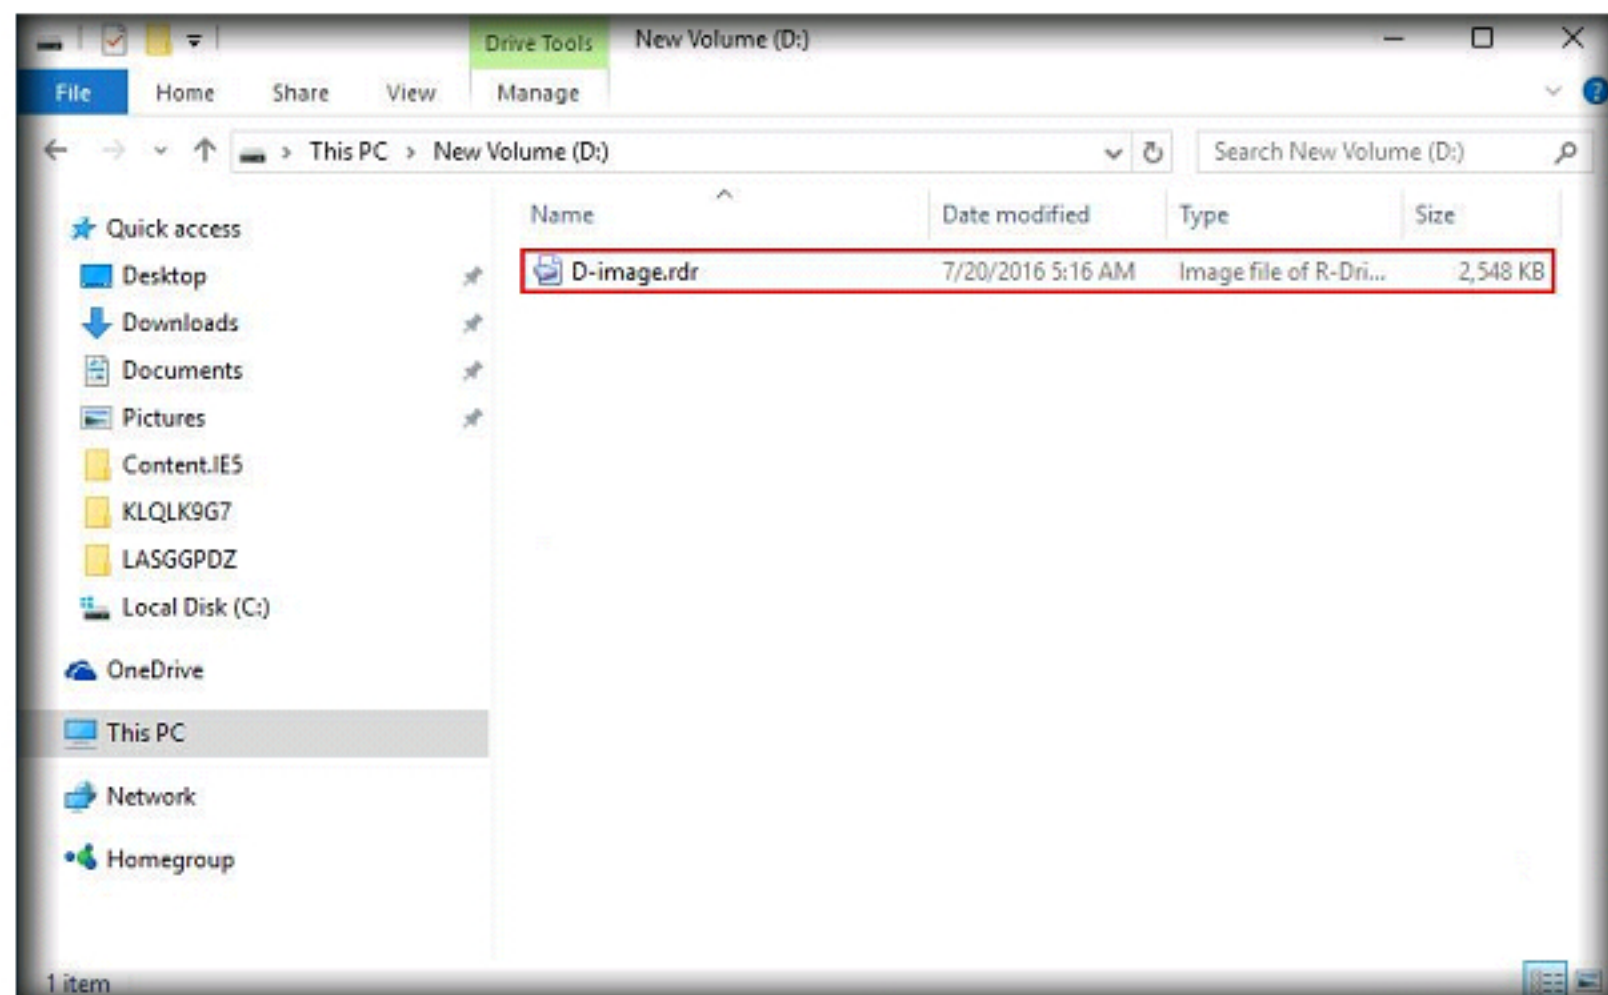 Drive Tools New Volume (D:)
File Home Share View Manage ?
This PC > New Volume (D:) Search New Volume (D:)
Name Date modified Type Size
D-image.rdr 7/20/2016 5:16 AM Image file of R-Dri... 2,548 KB
Quick access
Desktop
Downloads
Documents
Pictures
Content.IE5
KLQLK9G7
LASGGPDZ
Local Disk (C:)
OneDrive
This PC
Network
Homegroup
1 item